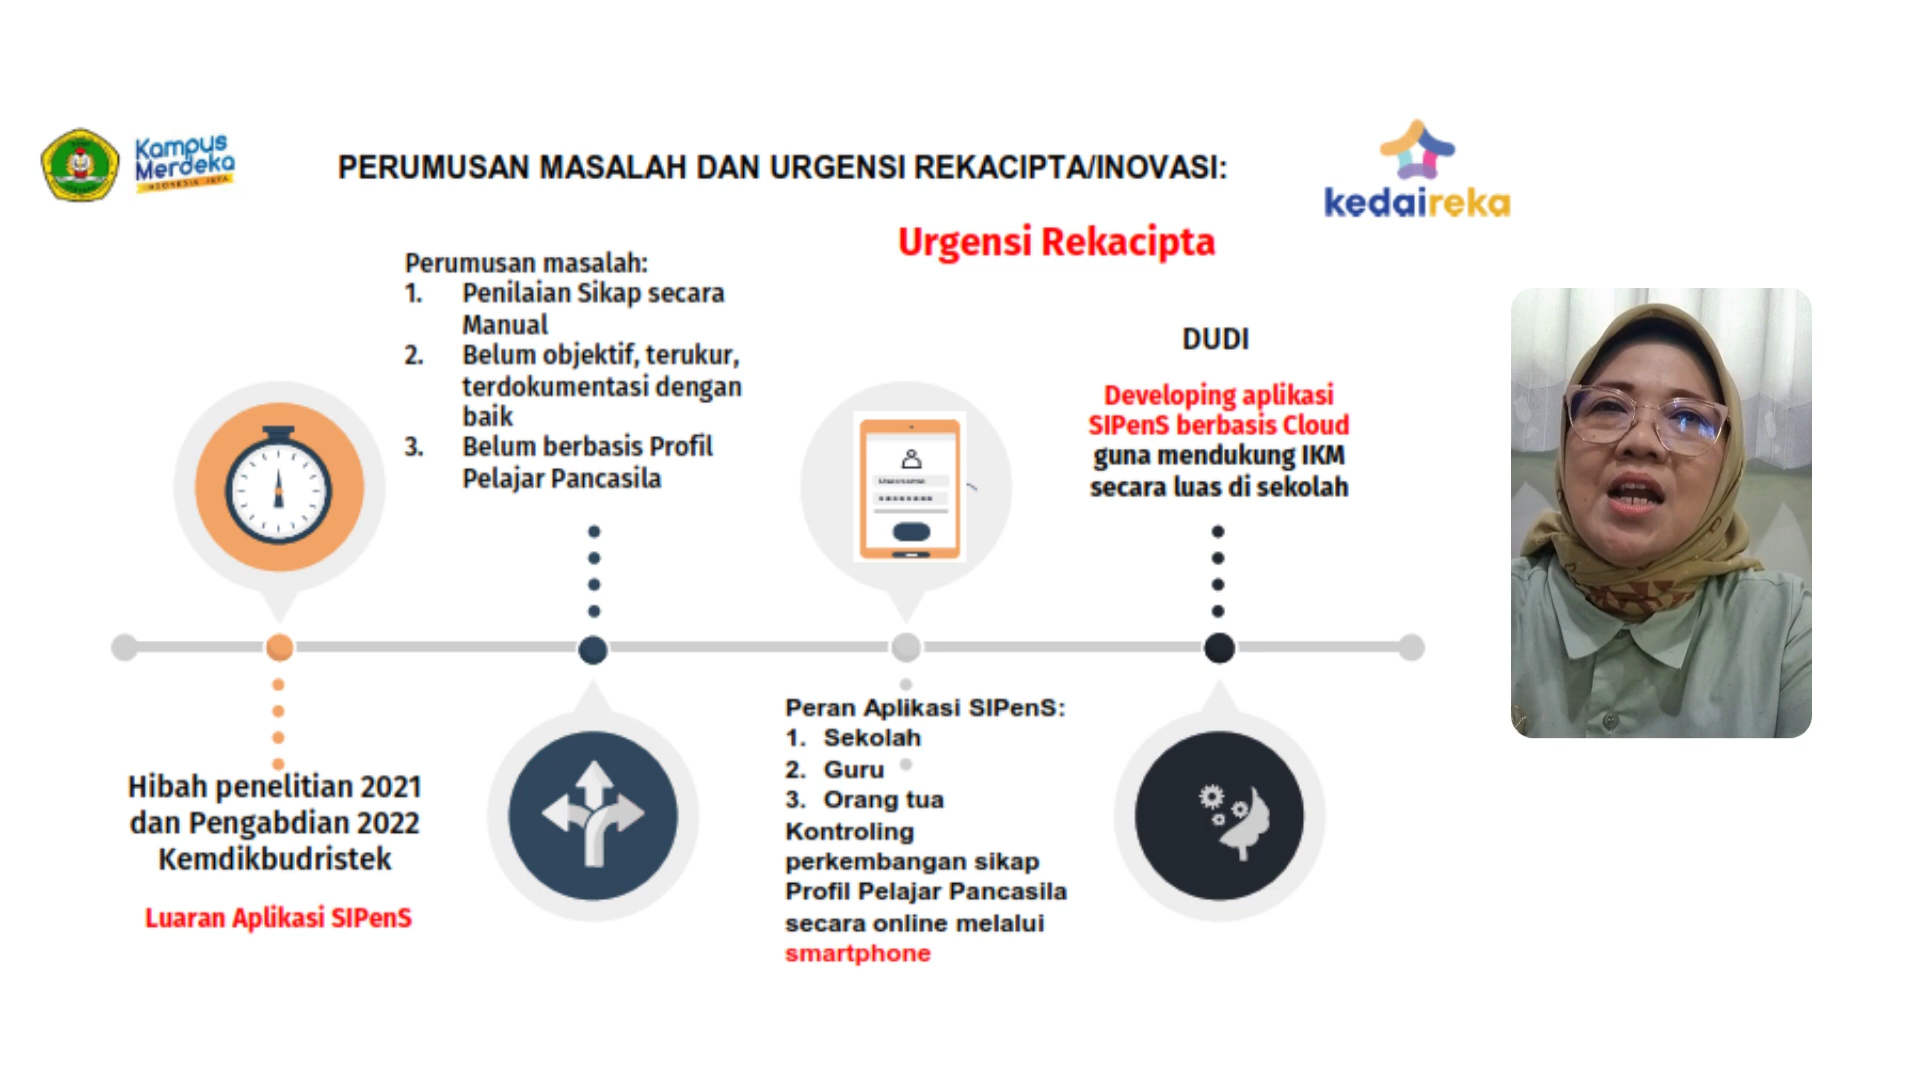 Kampus
Merdeka
INDONESIA JAYA
PERUMUSAN MASALAH DAN URGENSI REKACIPTA/INOVASI:
kedaireka
Urgensi Rekacipta
Perumusan masalah:
1. Penilaian Sikap secara
Manual
2. Belum objektif, terukur,
terdokumentasi dengan
baik
3. Belum berbasis Profil
Pelajar Pancasila
DUDI
Developing aplikasi
SIPenS berbasis Cloud
guna mendukung IKM
secara luas di sekolah
Hibah penelitian 2021
dan Pengabdian 2022
Kemdikbudristek
Luaran Aplikasi SIPenS
Peran Aplikasi SIPenS:
1. Sekolah
2. Guru
3. Orang tua
Kontroling
perkembangan sikap
Profil Pelajar Pancasila
secara online melalui
smartphone